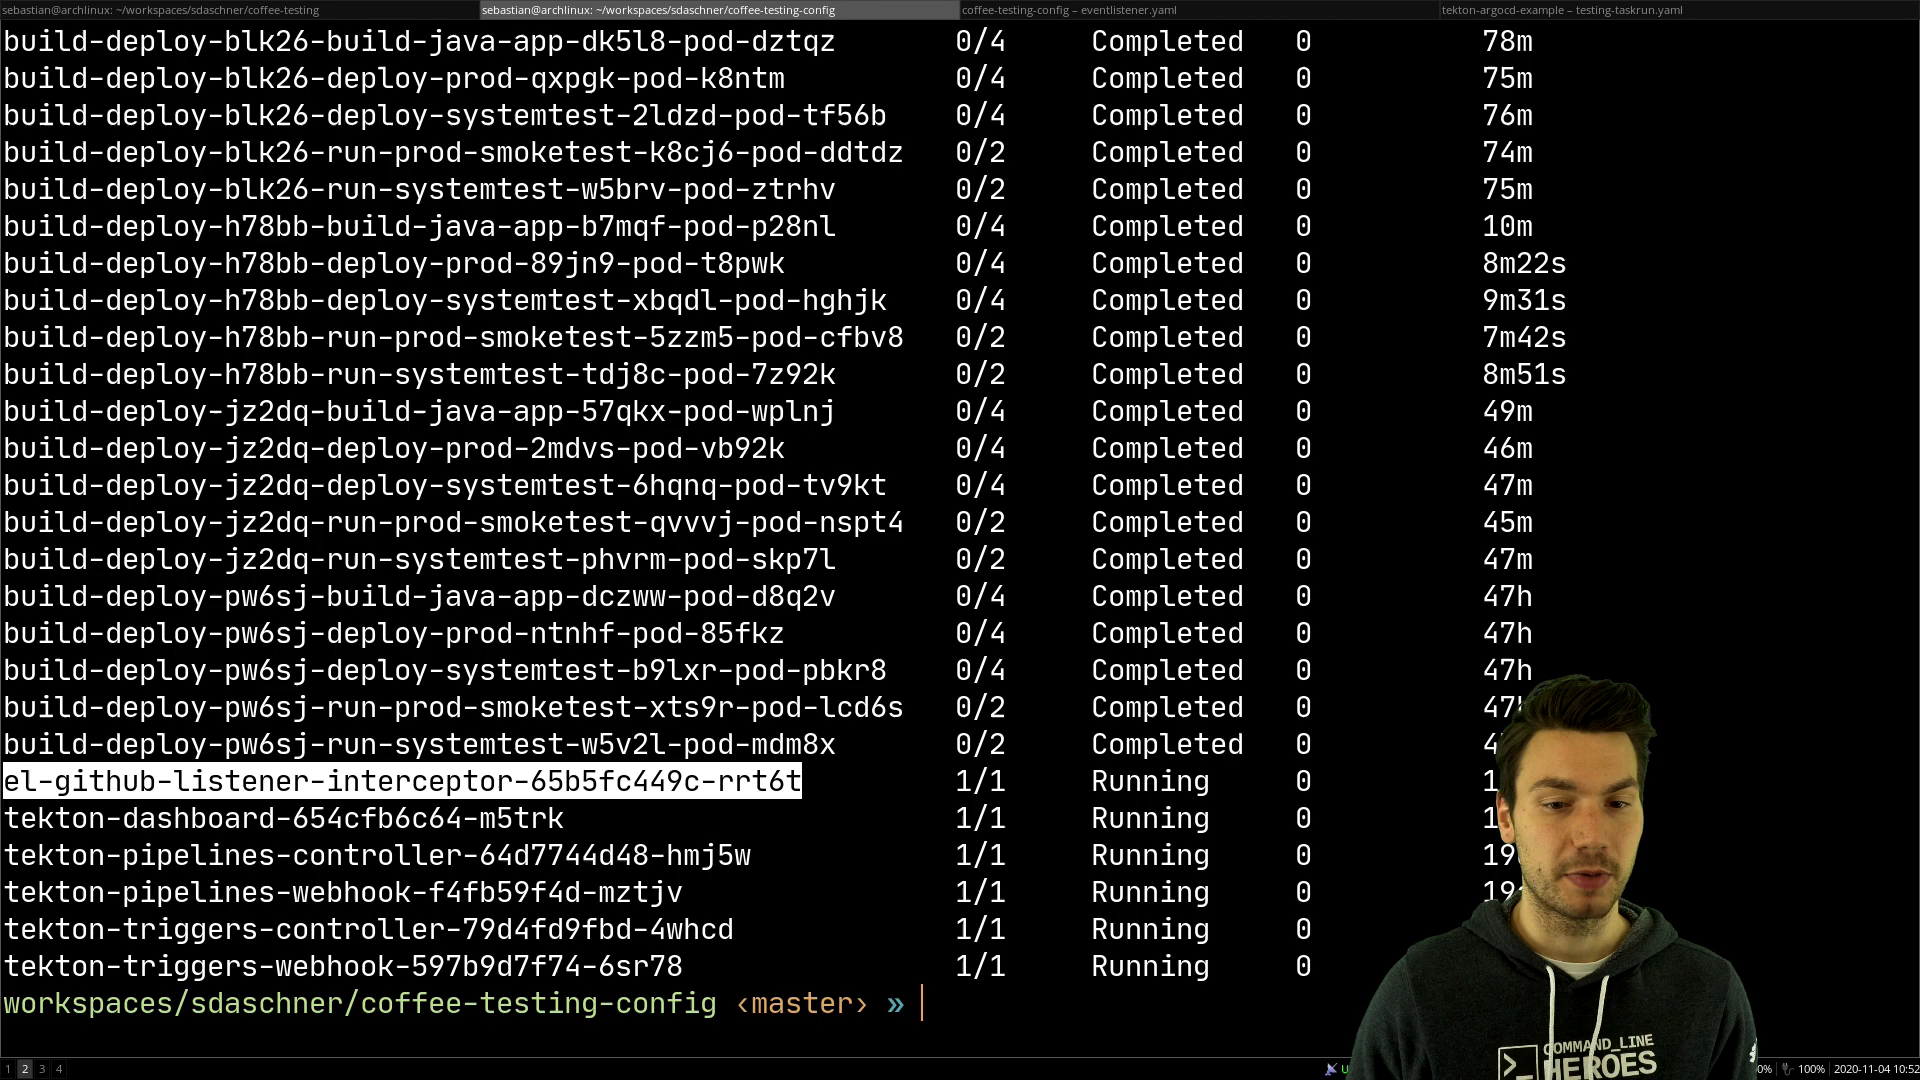 sebastian@archlinux: ~/workspaces/sdaschner/coffee-testing sebastian@archlinux: ~/workspaces/sdaschner/coffee-testing-config coffee-testing-config – eventlistener.yaml tekton-argocd-example – testing-taskrun.yaml
build-deploy-blk26-build-java-app-dk5l8-pod-dztqz 0/4 Completed 0 78m
build-deploy-blk26-deploy-prod-qxpgk-pod-k8ntm 0/4 Completed 0 75m
build-deploy-blk26-deploy-systemtest-2ldzd-pod-tf56b 0/4 Completed 0 76m
build-deploy-blk26-run-prod-smoketest-k8cj6-pod-ddtdz 0/2 Completed 0 74m
build-deploy-blk26-run-systemtest-w5brv-pod-ztrhv 0/2 Completed 0 75m
build-deploy-h78bb-build-java-app-b7mqf-pod-p28nl 0/4 Completed 0 10m
build-deploy-h78bb-deploy-prod-89jn9-pod-t8pwk 0/4 Completed 0 8m22s
build-deploy-h78bb-deploy-systemtest-xbqdl-pod-hghjk 0/4 Completed 0 9m31s
build-deploy-h78bb-run-prod-smoketest-5zzm5-pod-cfbv8 0/2 Completed 0 7m42s
build-deploy-h78bb-run-systemtest-tdj8c-pod-7z92k 0/2 Completed 0 8m51s
build-deploy-jz2dq-build-java-app-57qkx-pod-wplnj 0/4 Completed 0 49m
build-deploy-jz2dq-deploy-prod-2mdvs-pod-vb92k 0/4 Completed 0 46m
build-deploy-jz2dq-deploy-systemtest-6hqnq-pod-tv9kt 0/4 Completed 0 47m
build-deploy-jz2dq-run-prod-smoketest-qvvvj-pod-nspt4 0/2 Completed 0 45m
build-deploy-jz2dq-run-systemtest-phvrm-pod-skp7l 0/2 Completed 0 47m
build-deploy-pw6sj-build-java-app-dczww-pod-d8q2v 0/4 Completed 0 47h
build-deploy-pw6sj-deploy-prod-ntnhf-pod-85fkz 0/4 Completed 0 47h
build-deploy-pw6sj-deploy-systemtest-b9lxr-pod-pbkr8 0/4 Completed 0 47h
build-deploy-pw6sj-run-prod-smoketest-xts9r-pod-lcd6s 0/2 Completed 0
build-deploy-pw6sj-run-systemtest-w5v2l-pod-mdm8x 0/2 Completed 0
el-github-listener-interceptor-65b5fc449c-rrt6t 1/1 Running 0
tekton-dashboard-654cfb6c64-m5trk 1/1 Running 0
tekton-pipelines-controller-64d7744d48-hmj5w 1/1 Running 0
tekton-pipelines-webhook-f4fb59f4d-mztjv 1/1 Running 0
tekton-triggers-controller-79d4fd9fbd-4whcd 1/1 Running 0
tekton-triggers-webhook-597b9d7f74-6sr78 1/1 Running 0
workspaces/sdaschner/coffee-testing-config ‹master› »
COMMAND_LINE
HEROES
1 2 3 4 100% 2020-11-04 10:52